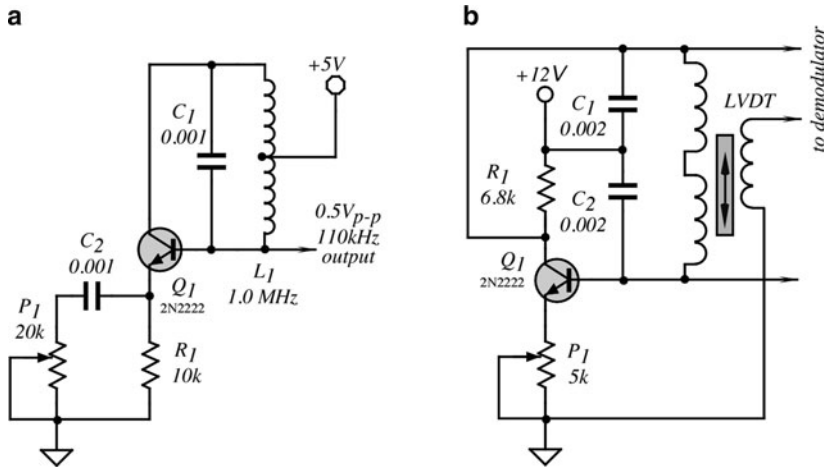 a
+5V
C1
0.001
0.5Vp-p
110kHz
output
C2
0.001
Q1
2N2222
L1
1.0 MHz
P1
20k
R1
10k
b
+12V
C1
0.002
LVDT
to demodulator
R1
6.8k
C2
0.002
Q1
2N2222
P1
5k